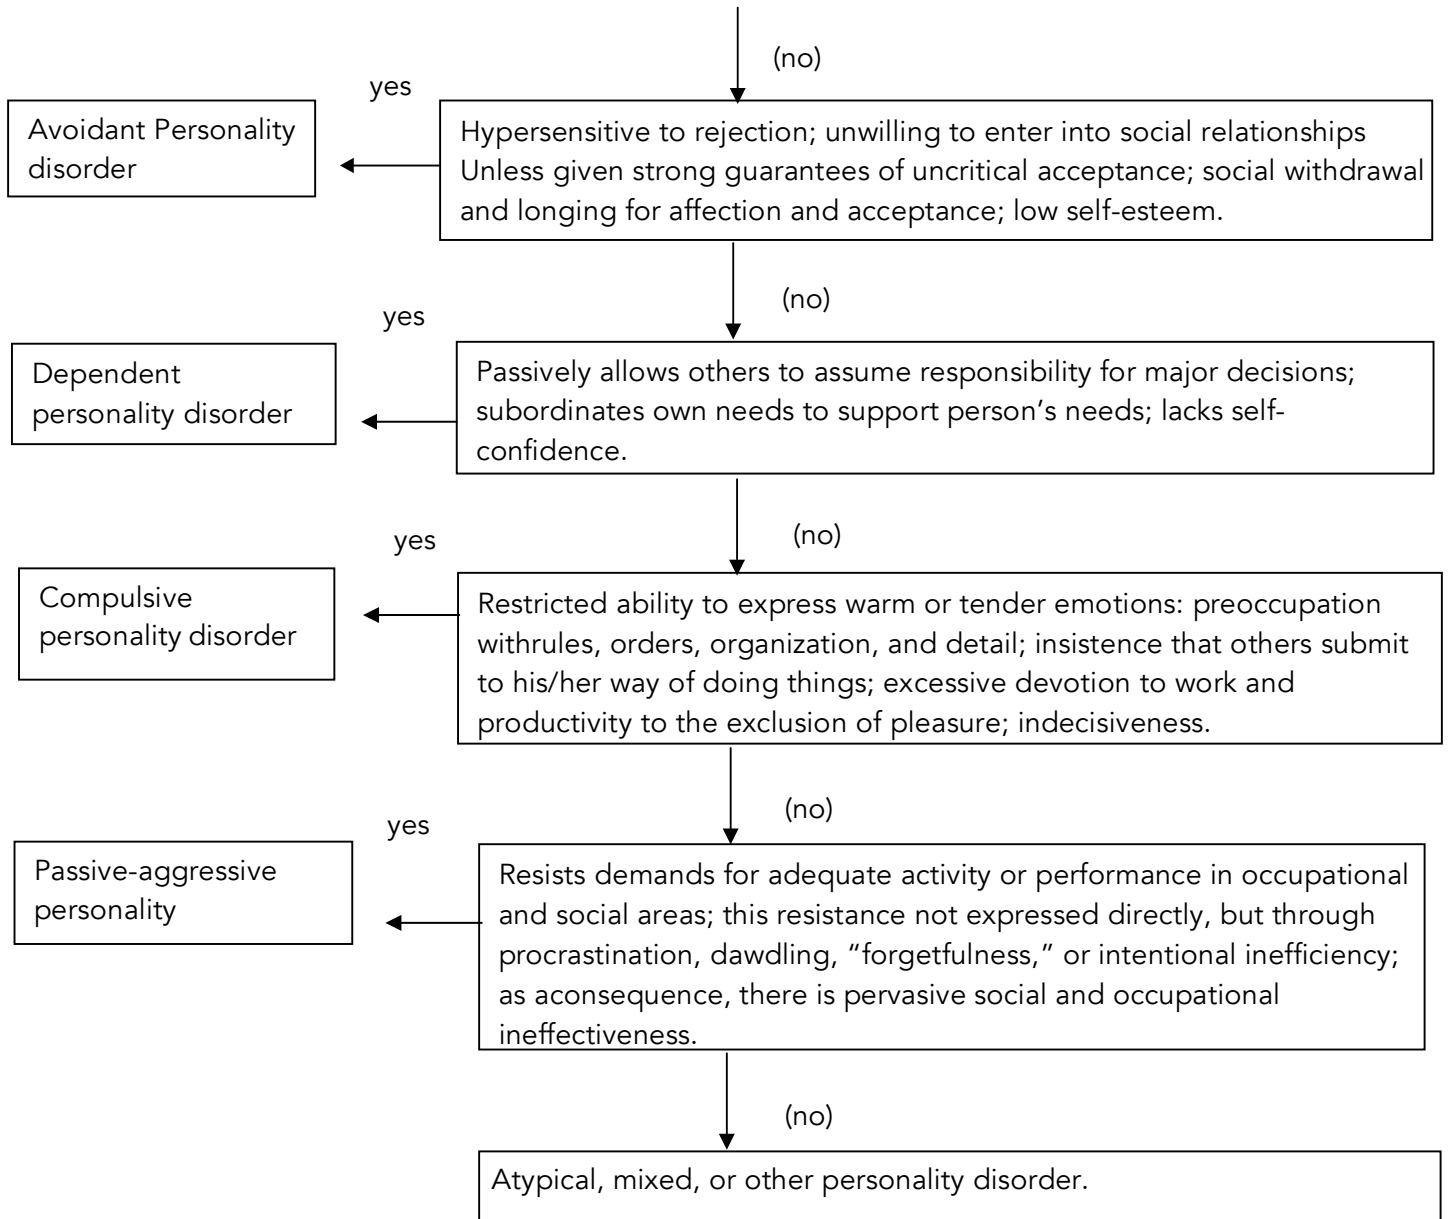 (no)
yes
Avoidant Personality
disorder
Hypersensitive to rejection; unwilling to enter into social relationships
Unless given strong guarantees of uncritical acceptance; social withdrawal
and longing for affection and acceptance; low self-esteem.
(no)
yes
Dependent
personality disorder
Passively allows others to assume responsibility for major decisions;
subordinates own needs to support person’s needs; lacks self-
confidence.
(no)
yes
Compulsive
personality disorder
Restricted ability to express warm or tender emotions: preoccupation
withrules, orders, organization, and detail; insistence that others submit
to his/her way of doing things; excessive devotion to work and
productivity to the exclusion of pleasure; indecisiveness.
(no)
yes
Passive-aggressive
personality
Resists demands for adequate activity or performance in occupational
and social areas; this resistance not expressed directly, but through
procrastination, dawdling, “forgetfulness,” or intentional inefficiency;
as aconsequence, there is pervasive social and occupational
ineffectiveness.
(no)
Atypical, mixed, or other personality disorder.